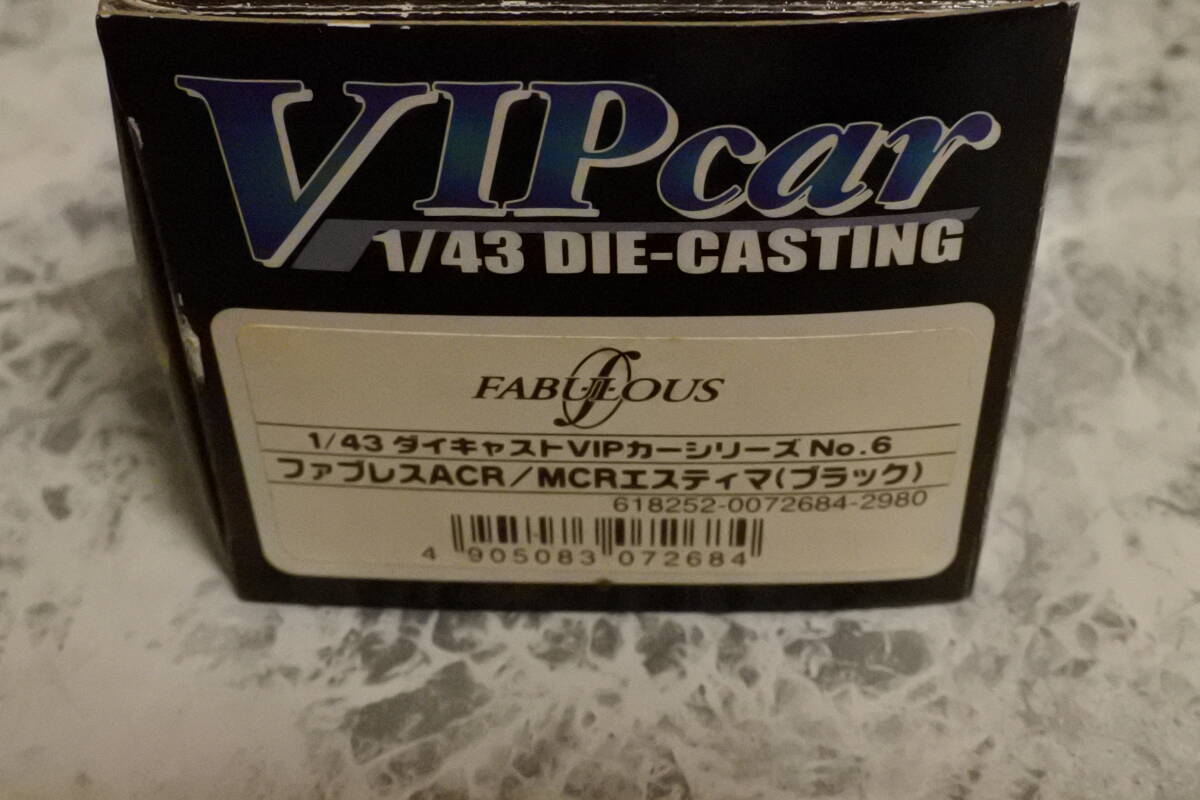 VIPcar
1/43 DIE-CASTING
FABULOUS
1/43 ダイキャストVIPカーシリーズ No.6
ファブレスACR/MCRエスティマ(ブラック)
618252-0072684-2980
4 905083 072684